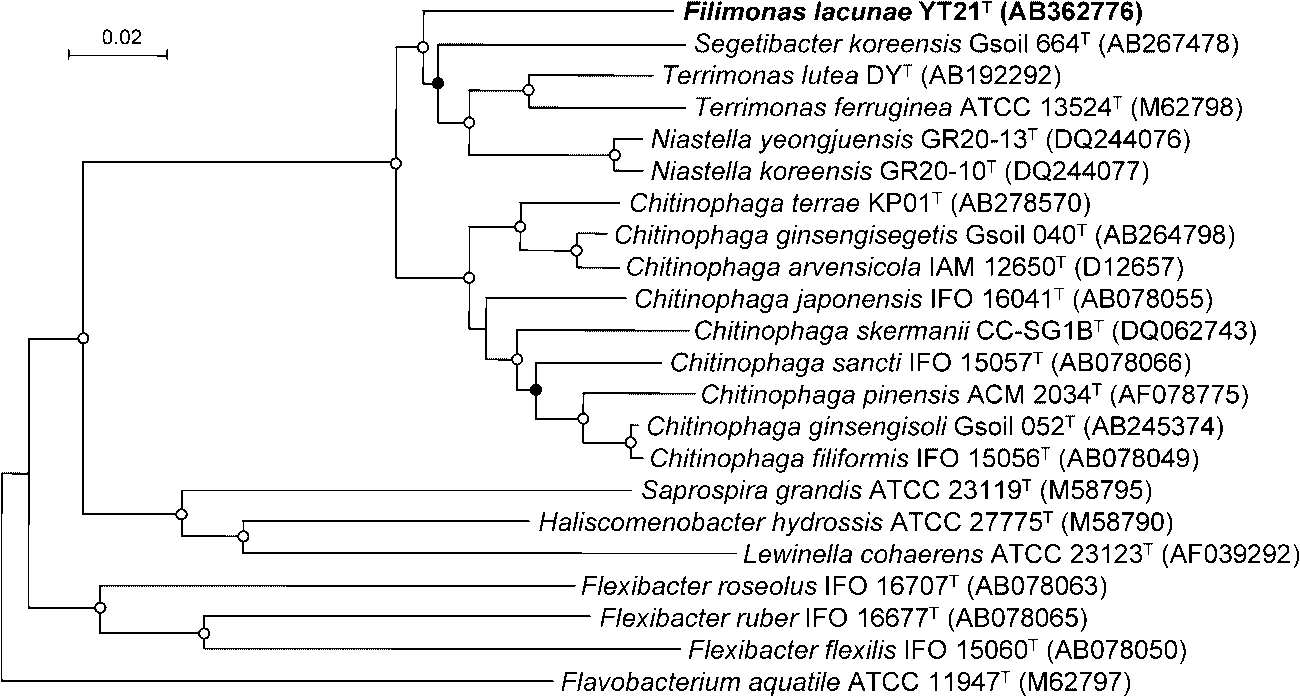 Filimonas lacunae YT21ᵀ (AB362776)
0.02
Segetibacter koreensis Gsoil 664ᵀ (AB267478)
Terrimonas lutea DYᵀ (AB192292)
Terrimonas ferruginea ATCC 13524ᵀ (M62798)
Niastella yeongjuensis GR20-13ᵀ (DQ244076)
Niastella koreensis GR20-10ᵀ (DQ244077)
Chitinophaga terrae KP01ᵀ (AB278570)
Chitinophaga ginsengisegetis Gsoil 040ᵀ (AB264798)
Chitinophaga arvensicola IAM 12650ᵀ (D12657)
Chitinophaga japonensis IFO 16041ᵀ (AB078055)
Chitinophaga skermanii CC-SG1Bᵀ (DQ062743)
Chitinophaga sancti IFO 15057ᵀ (AB078066)
Chitinophaga pinensis ACM 2034ᵀ (AF078775)
Chitinophaga ginsengisoli Gsoil 052ᵀ (AB245374)
Chitinophaga filiformis IFO 15056ᵀ (AB078049)
Saprospira grandis ATCC 23119ᵀ (M58795)
Haliscomenobacter hydrossis ATCC 27775ᵀ (M58790)
Lewinella cohaerens ATCC 23123ᵀ (AF039292)
Flexibacter roseolus IFO 16707ᵀ (AB078063)
Flexibacter ruber IFO 16677ᵀ (AB078065)
Flexibacter flexilis IFO 15060ᵀ (AB078050)
Flavobacterium aquatile ATCC 11947ᵀ (M62797)